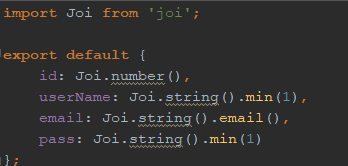 import Joi from 'joi';
export default {
    id: Joi.number(),
    userName: Joi.string().min(1),
    email: Joi.string().email(),
    pass: Joi.string().min(1)
};